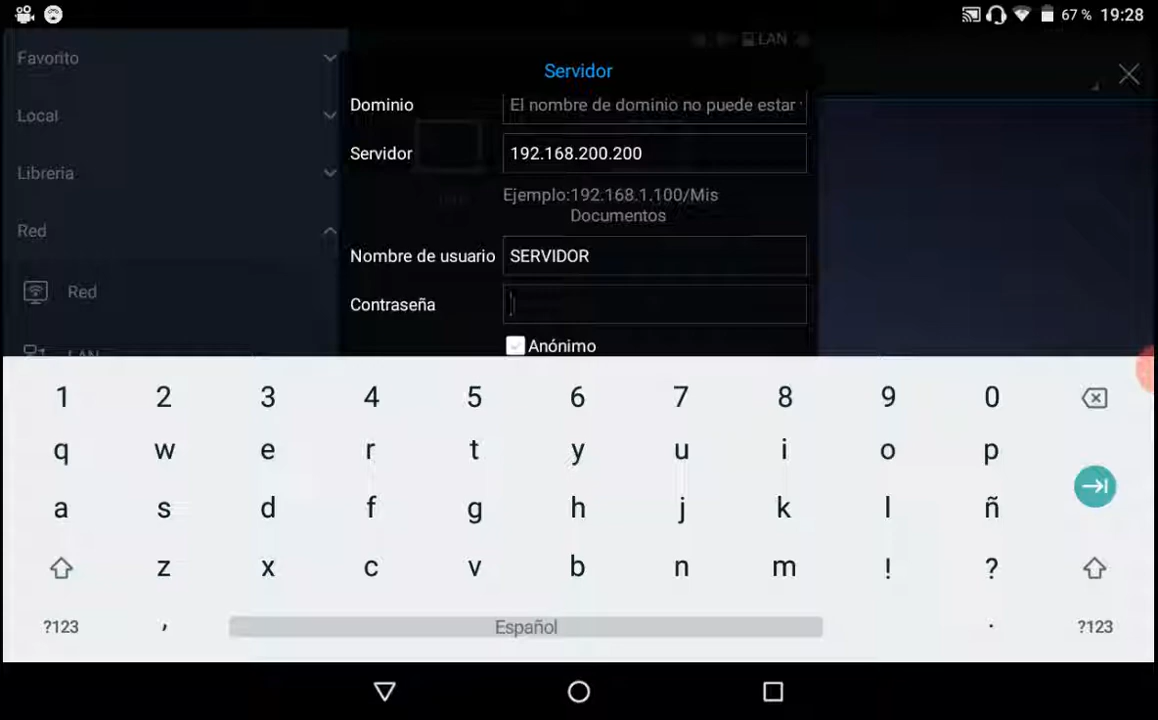 67 % 19:28
Favorito
LAN
Servidor
Dominio
El nombre de dominio no puede estar
Local
Servidor
192.168.200.200
Libreria
Ejemplo:192.168.1.100/Mis
Documentos
Red
Nombre de usuario
SERVIDOR
Red
Contraseña
LAN
Anónimo
1 2 3 4 5 6 7 8 9 0
q w e r t y u i o p
a s d f g h j k l ñ
z x c v b n m ! ?
?123 , Español . ?123